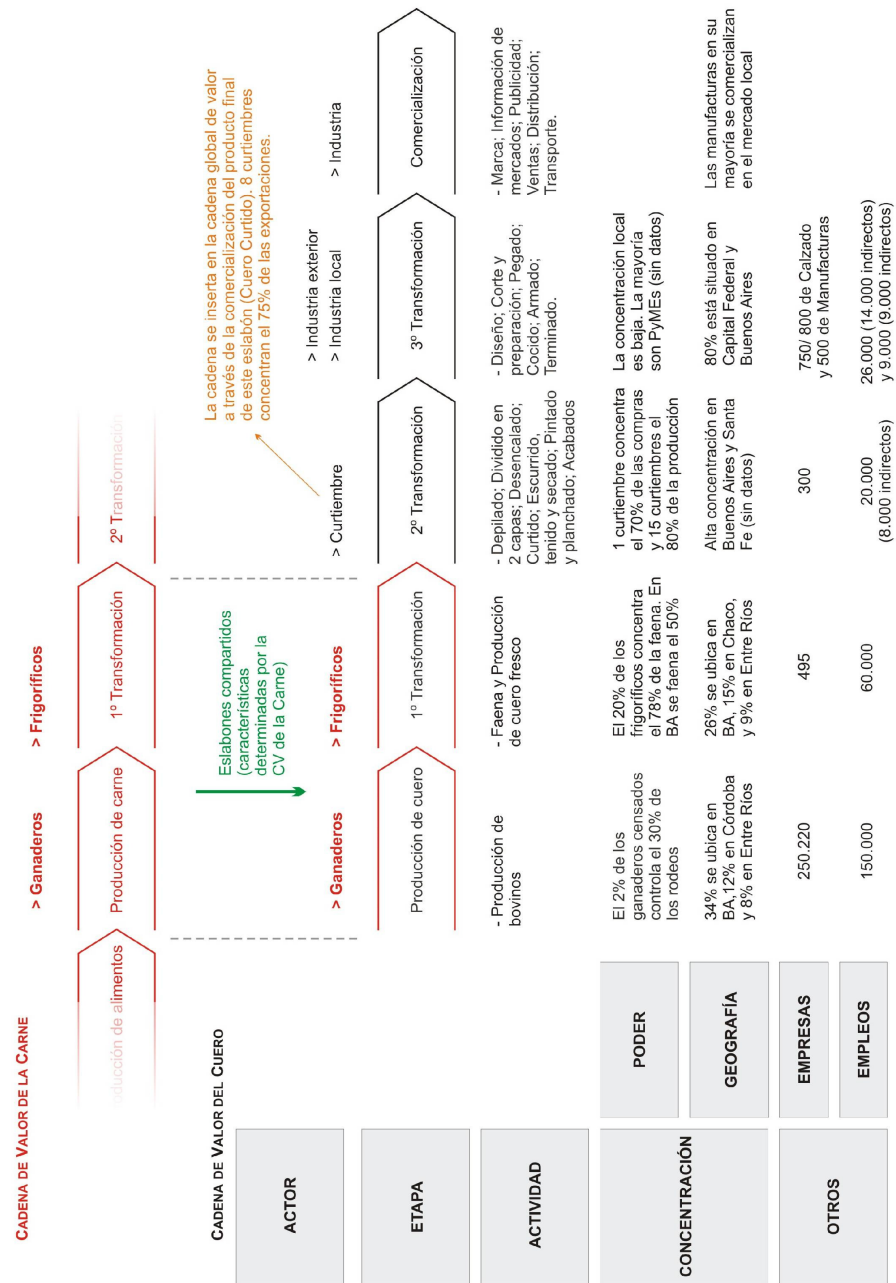 CADENA DE VALOR DE LA CARNE
> Ganaderos
> Frigoríficos
oducción de alimentos
Producción de carne
1º Transformación
2º Transformación
Eslabones compartidos
(características
determinadas por la
CV de la Carne)
La cadena se inserta en la cadena global de valor
a través de la comercialización del producto final
de este eslabón (Cuero Curtido). 8 curtiembres
concentran el 75% de las exportaciones.
CADENA DE VALOR DEL CUERO
ACTOR
> Ganaderos
> Frigoríficos
> Curtiembre
> Industria exterior
> Industria local
> Industria
ETAPA
Producción de cuero
1º Transformación
2º Transformación
3º Transformación
Comercialización
ACTIVIDAD
- Producción de
bovinos
- Faena y Producción
de cuero fresco
- Depilado; Dividido en
2 capas; Desencalado;
Curtido; Escurrido,
tenido y secado; Pintado
y planchado; Acabados
- Diseño; Corte y
preparación; Pegado;
Cocido; Armado;
Terminado.
- Marca; Información de
mercados; Publicidad;
Ventas; Distribución;
Transporte.
CONCENTRACIÓN
PODER
El 2% de los
ganaderos censados
controla el 30% de
los rodeos
El 20% de los
frigoríficos concentra
el 78% de la faena. En
BA se faena el 50%
1 curtiembre concentra
el 70% de las compras
y 15 curtiembres el
80% de la producción
La concentración local
es baja. La mayoría
son PyMEs (sin datos)
GEOGRAFÍA
34% se ubica en
BA,12% en Córdoba
y 8% en Entre Ríos
26% se ubica en
BA, 15% en Chaco,
y 9% en Entre Ríos
Alta concentración en
Buenos Aires y Santa
Fe (sin datos)
80% está situado en
Capital Federal y
Buenos Aires
Las manufacturas en su
mayoría se comercializan
en el mercado local
OTROS
EMPRESAS
250.220
495
300
750/ 800 de Calzado
y 500 de Manufacturas
EMPLEOS
150.000
60.000
20.000
(8.000 indirectos)
26.000 (14.000 indirectos)
y 9.000 (9.000 indirectos)